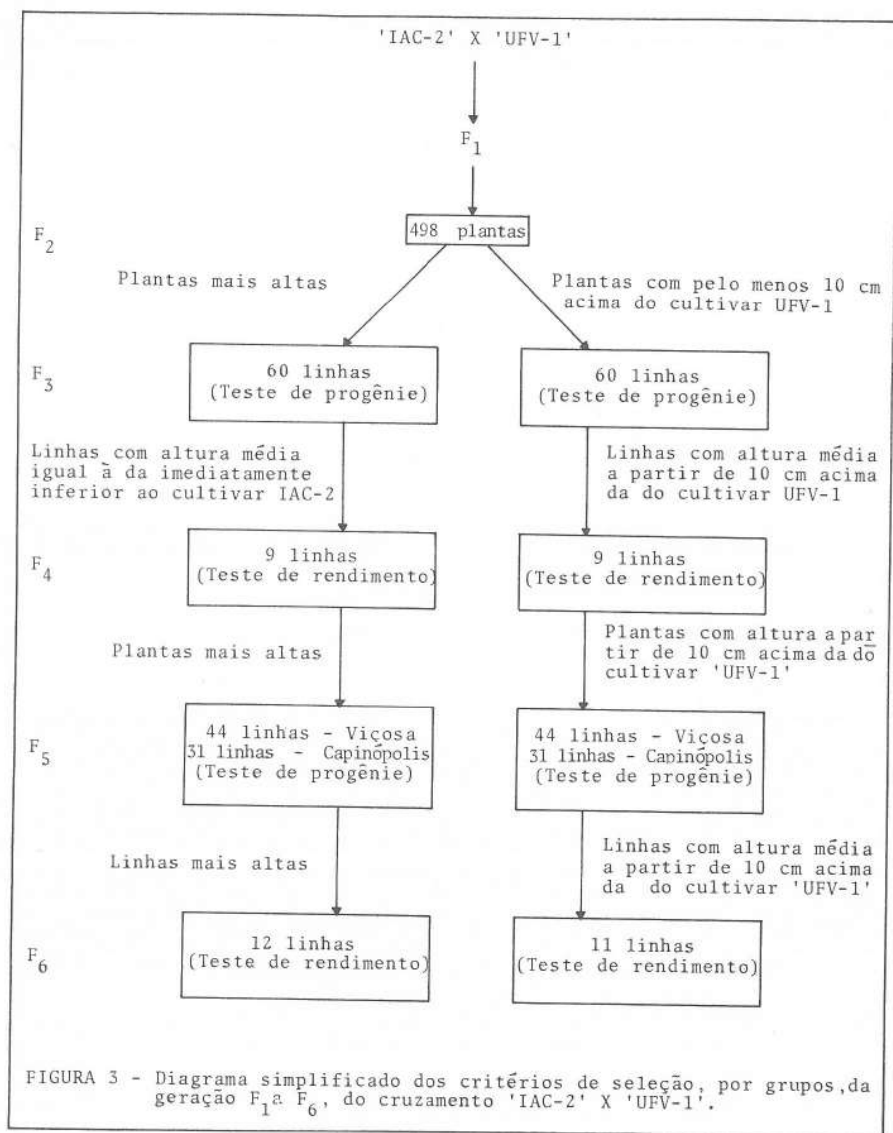 'IAC-2' X 'UFV-1'
F1
F2
498 plantas
Plantas mais altas
Plantas com pelo menos 10 cm
acima do cultivar UFV-1
F3
60 linhas
(Teste de progênie)
60 linhas
(Teste de progênie)
Linhas com altura média
igual à da imediatamente
inferior ao cultivar IAC-2
Linhas com altura média
a partir de 10 cm acima
da do cultivar UFV-1
F4
9 linhas
(Teste de rendimento)
9 linhas
(Teste de rendimento)
Plantas mais altas
Plantas com altura a par
tir de 10 cm acima da do
cultivar 'UFV-1'
F5
44 linhas - Viçosa
31 linhas - Capinópolis
(Teste de progênie)
44 linhas - Viçosa
31 linhas - Capinópolis
(Teste de progênie)
Linhas mais altas
Linhas com altura média
a partir de 10 cm acima
da do cultivar 'UFV-1'
F6
12 linhas
(Teste de rendimento)
11 linhas
(Teste de rendimento)
FIGURA 3 - Diagrama simplificado dos critérios de seleção, por grupos,da
geração F1a F6, do cruzamento 'IAC-2' X 'UFV-1'.